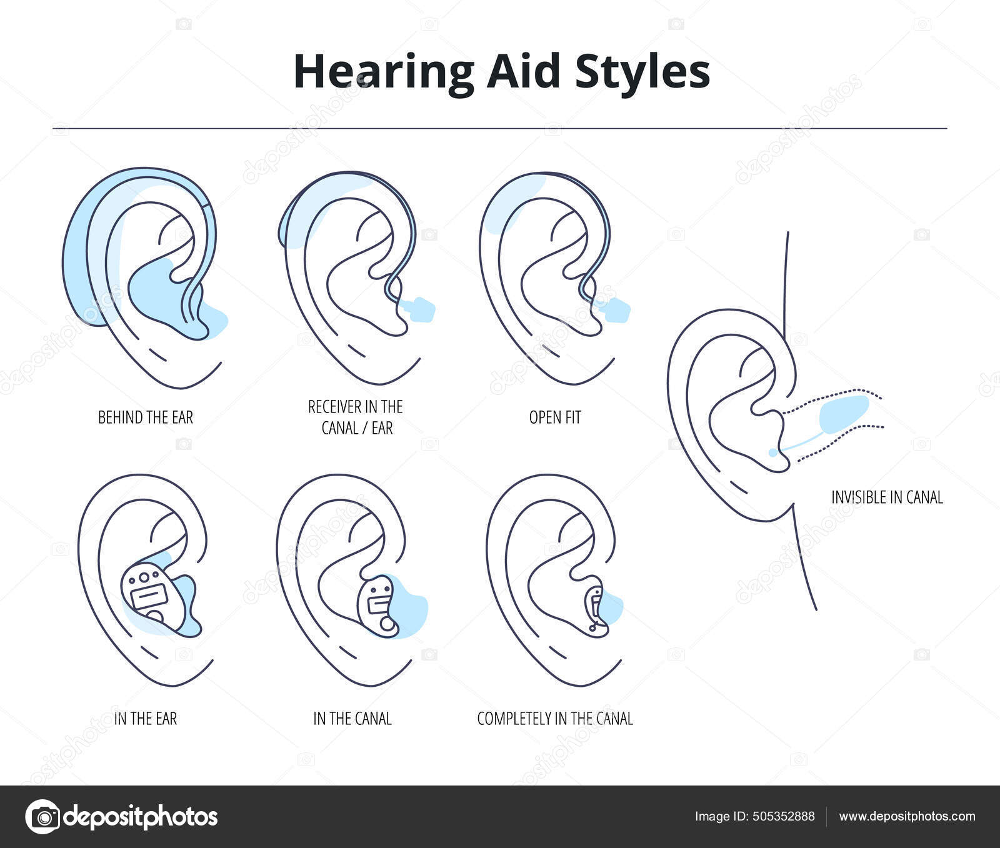 Hearing Aid Styles
BEHIND THE EAR
RECEIVER IN THE
CANAL / EAR
OPEN FIT
INVISIBLE IN CANAL
IN THE EAR
IN THE CANAL
COMPLETELY IN THE CANAL
depositphotos
Image ID: 505352888
www.depositphotos.com